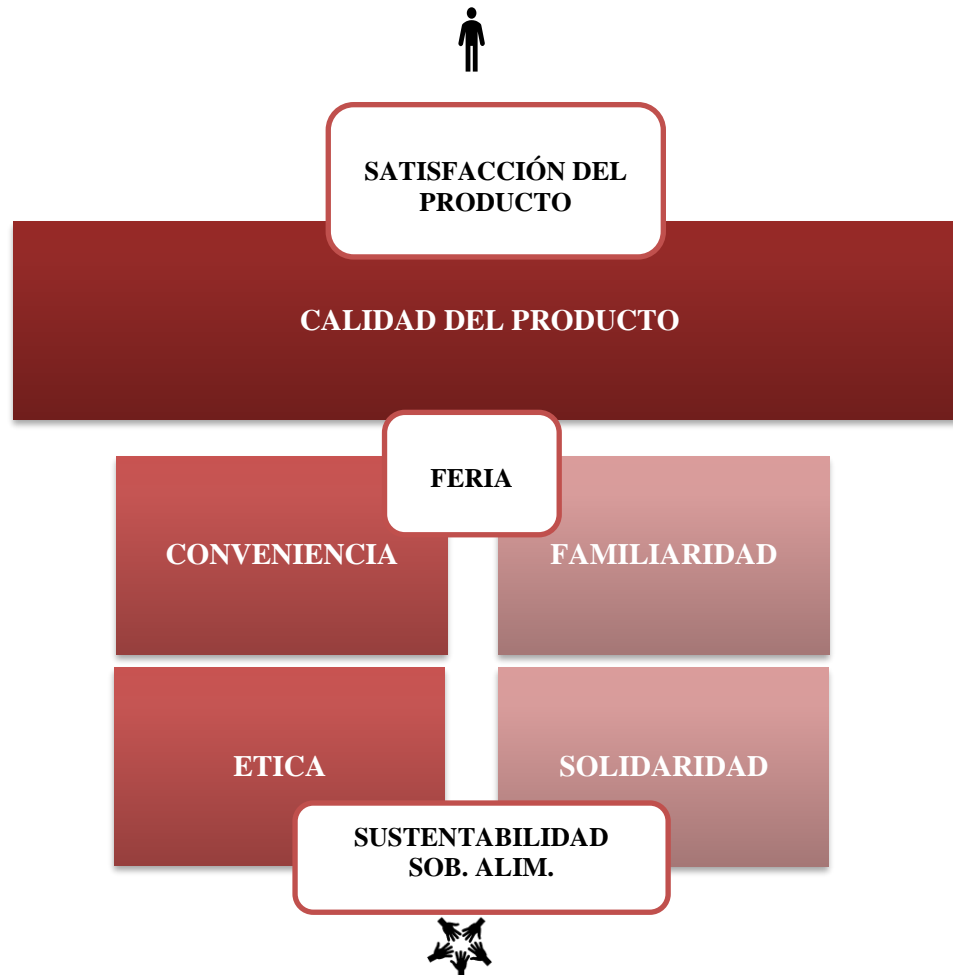 SATISFACCIÓN DEL
PRODUCTO
CALIDAD DEL PRODUCTO
FERIA
CONVENIENCIA
FAMILIARIDAD
ETICA
SOLIDARIDAD
SUSTENTABILIDAD
SOB. ALIM.